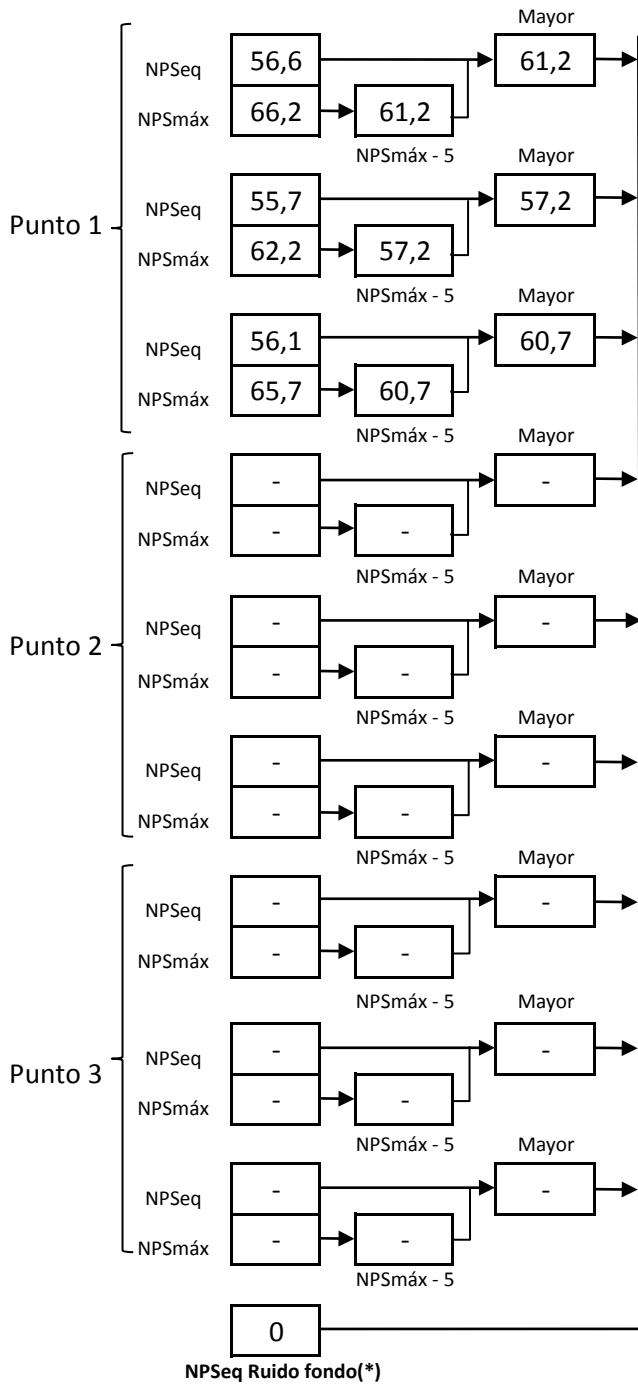 Mayor
NPSeq 56,6 61,2
NPSmáx 66,2 61,2
NPSmáx - 5 Mayor
Punto 1
NPSeq 55,7 57,2
NPSmáx 62,2 57,2
NPSmáx - 5 Mayor
NPSeq 56,1 60,7
NPSmáx 65,7 60,7
NPSmáx - 5 Mayor
NPSeq - -
NPSmáx - -
NPSmáx - 5 Mayor
Punto 2
NPSeq - -
NPSmáx - -
NPSmáx - 5 Mayor
NPSeq - -
NPSmáx - -
NPSmáx - 5 Mayor
NPSeq - -
NPSmáx - -
NPSmáx - 5 Mayor
Punto 3
NPSeq - -
NPSmáx - -
NPSmáx - 5 Mayor
NPSeq - -
NPSmáx - -
NPSmáx - 5
0
NPSeq Ruido fondo(*)